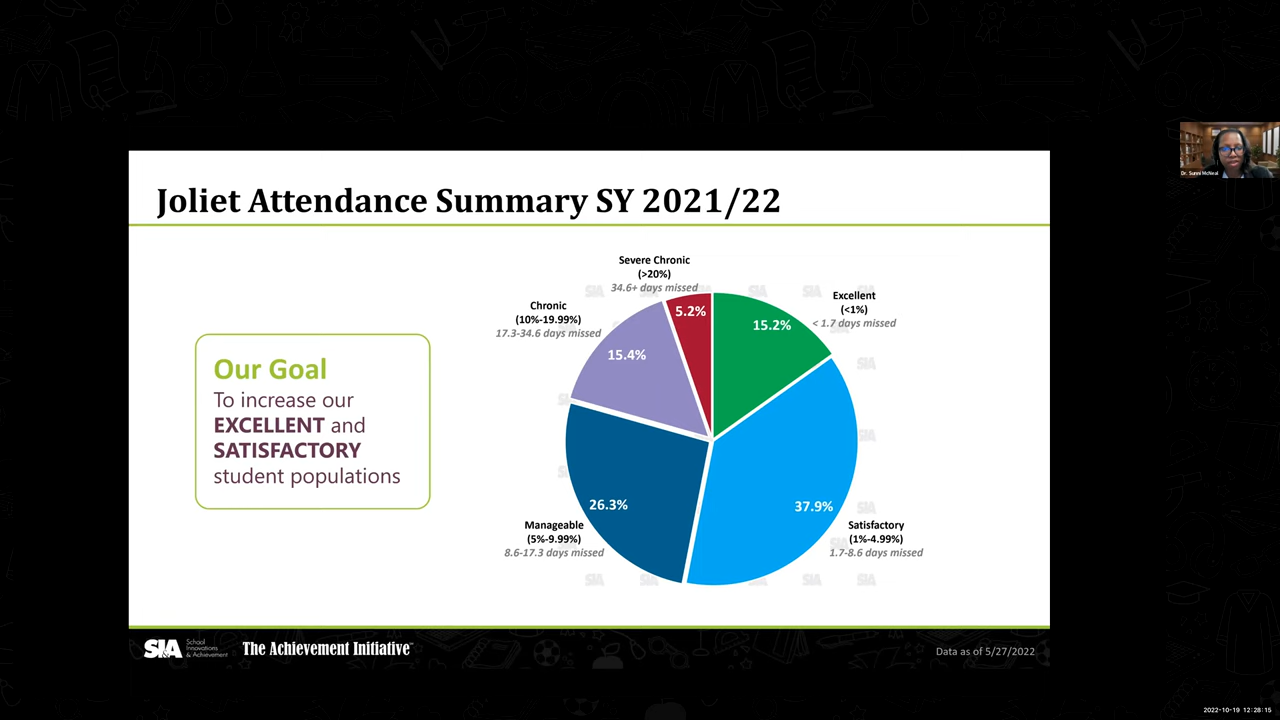 Joliet Attendance Summary SY 2021/22
Our Goal
To increase our
EXCELLENT and
SATISFACTORY
student populations
Severe Chronic
(>20%)
34.6+ days missed
5.2%
Excellent
(<1%)
< 1.7 days missed
15.2%
Chronic
(10%-19.99%)
17.3-34.6 days missed
15.4%
Manageable
(5%-9.99%)
8.6-17.3 days missed
26.3%
Satisfactory
(1%-4.99%)
1.7-8.6 days missed
37.9%
SI&A
School
Innovations
& Achievement
The Achievement Initiative
Data as of 5/27/2022
Dr. Sunni McNeal
2022-10-19 12:28:15